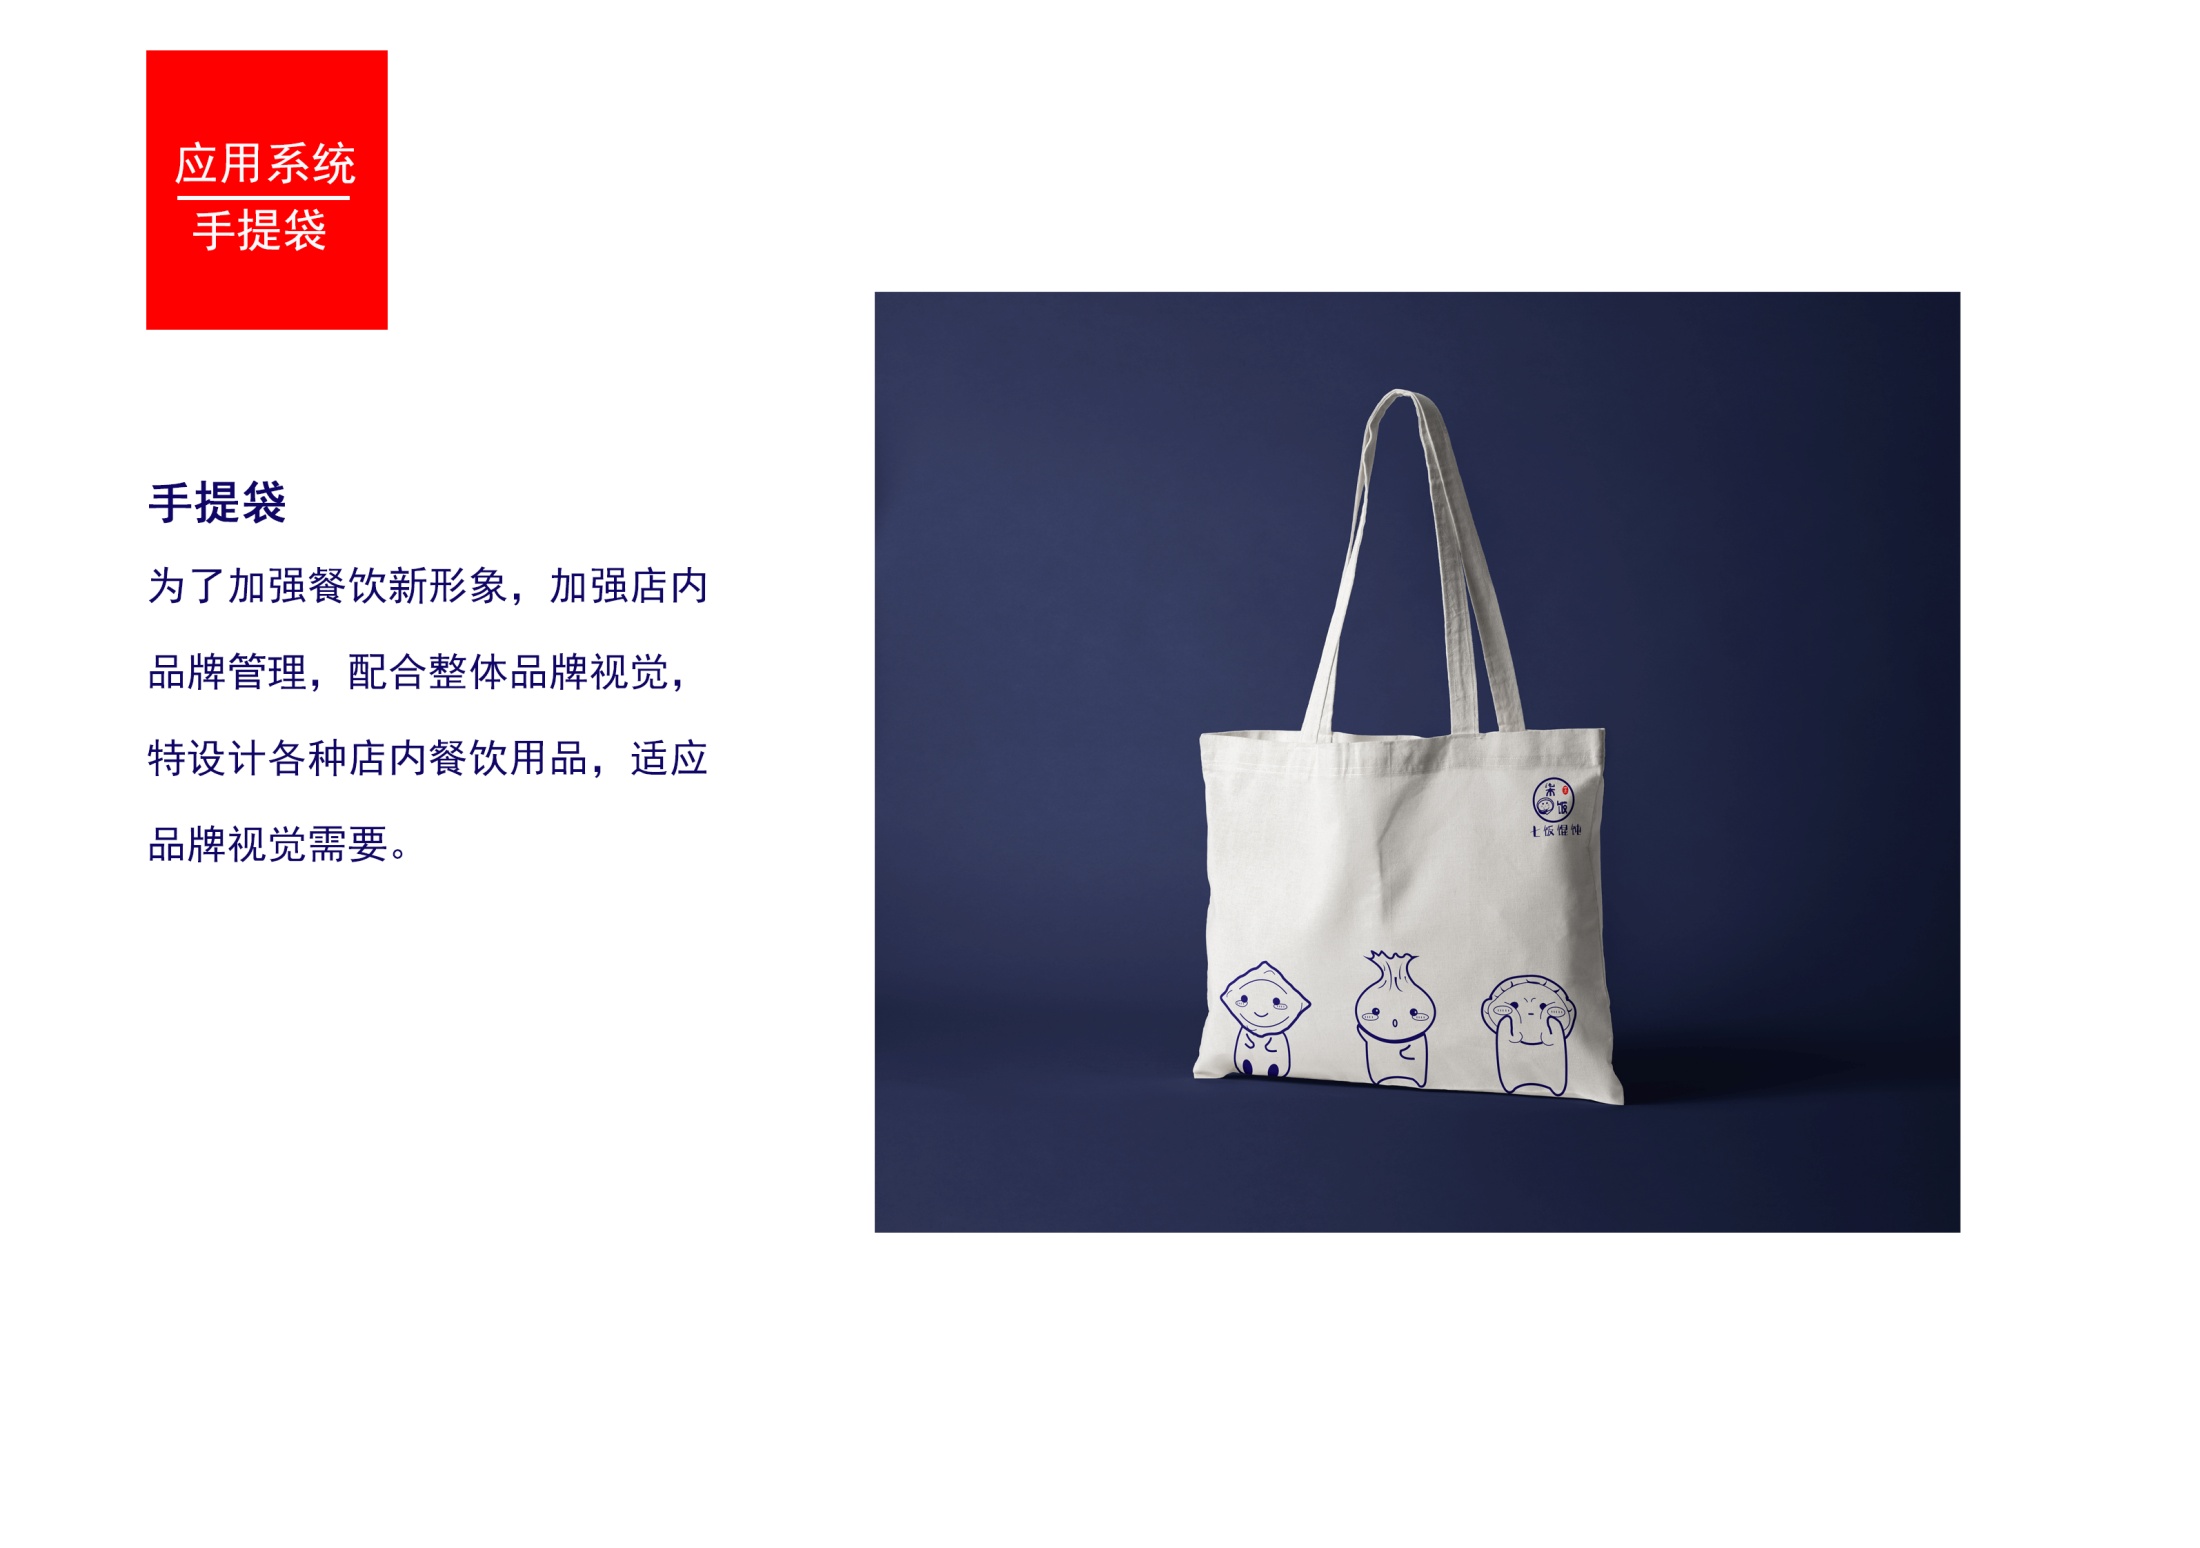 应用系统
手提袋
手提袋
为了加强餐饮新形象，加强店内
品牌管理，配合整体品牌视觉，
特设计各种店内餐饮用品，适应
品牌视觉需要。
柒
饭
七饭馄饨